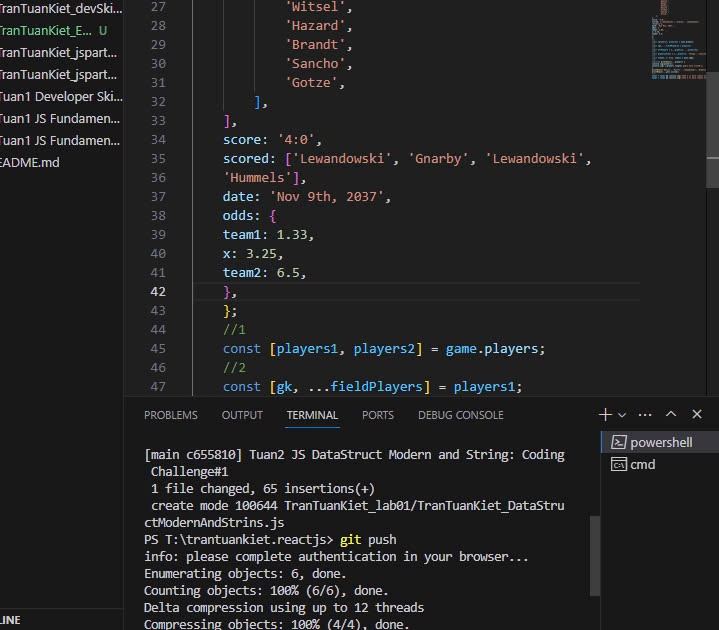 TranTuanKiet_devSki...
TranTuanKiet_E... U
TranTuanKiet_jspart...
TranTuanKiet_jspart...
Tuan1 Developer Ski...
Tuan1 JS Fundamen...
Tuan1 JS Fundamen...
EADME.md
LINE
27 'Witsel',
28 'Hazard',
29 'Brandt',
30 'Sancho',
31 'Gotze',
32 ],
33 ],
34 score: '4:0',
35 scored: ['Lewandowski', 'Gnarby', 'Lewandowski',
36 'Hummels'],
37 date: 'Nov 9th, 2037',
38 odds: {
39 team1: 1.33,
40 x: 3.25,
41 team2: 6.5,
42 },
43 };
44 //1
45 const [players1, players2] = game.players;
46 //2
47 const [gk, ...fieldPlayers] = players1;
PROBLEMS OUTPUT TERMINAL PORTS DEBUG CONSOLE
[main c655810] Tuan2 JS DataStruct Modern and String: Coding
Challenge#1
1 file changed, 65 insertions(+)
create mode 100644 TranTuanKiet_lab01/TranTuanKiet_DataStru
ctModernAndStrins.js
PS T:\trantuankiet.reactjs> git push
info: please complete authentication in your browser...
Enumerating objects: 6, done.
Counting objects: 100% (6/6), done.
Delta compression using up to 12 threads
Compressing objects: 100% (4/4), done.
powershell
cmd